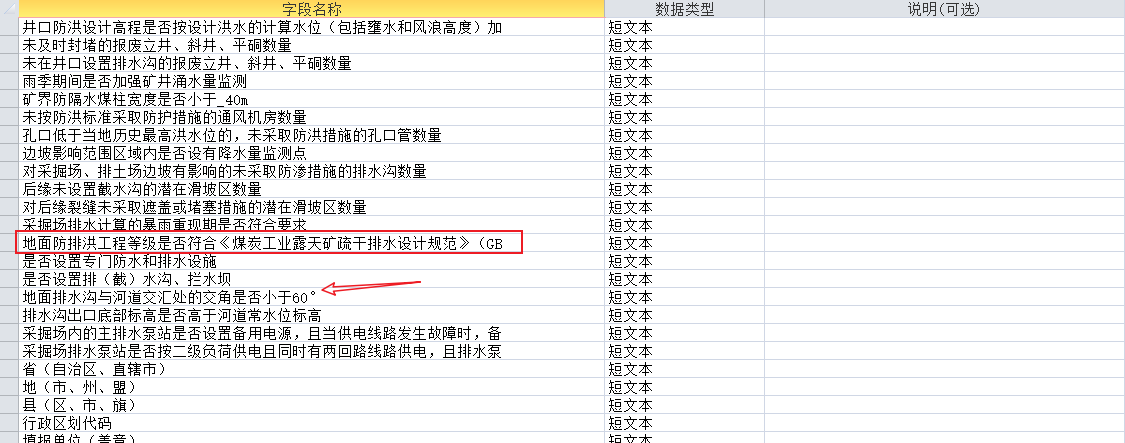 字段名称 数据类型 说明(可选)
井口防洪设计高程是否按设计洪水的计算水位（包括壅水和风浪高度）加 短文本
未及时封堵的报废立井、斜井、平硐数量 短文本
未在井口设置排水沟的报废立井、斜井、平硐数量 短文本
雨季期间是否加强矿井涌水量监测 短文本
矿界防隔水煤柱宽度是否小于_40m 短文本
未按防洪标准采取防护措施的通风机房数量 短文本
孔口低于当地历史最高洪水位的，未采取防洪措施的孔口管数量 短文本
边坡影响范围区域内是否设有降水量监测点 短文本
对采掘场、排土场边坡有影响的未采取防渗措施的排水沟数量 短文本
后缘未设置截水沟的潜在滑坡区数量 短文本
对后缘裂缝未采取遮盖或堵塞措施的潜在滑坡区数量 短文本
采掘场排水计算的暴雨重现期是否符合要求 短文本
地面防排洪工程等级是否符合《煤炭工业露天矿疏干排水设计规范》（GB 短文本
是否设置专门防水和排水设施 短文本
是否设置排（截）水沟、拦水坝 短文本
地面排水沟与河道交汇处的交角是否小于60° 短文本
排水沟出口底部标高是否高于河道常水位标高 短文本
采掘场内的主排水泵站是否设置备用电源，且当供电线路发生故障时，备 短文本
采掘场排水泵站是否按二级负荷供电且同时有两回路线路供电，且排水泵 短文本
省（自治区、直辖市） 短文本
地（市、州、盟） 短文本
县（区、市、旗） 短文本
行政区划代码 短文本
填报单位（盖章） 短文本